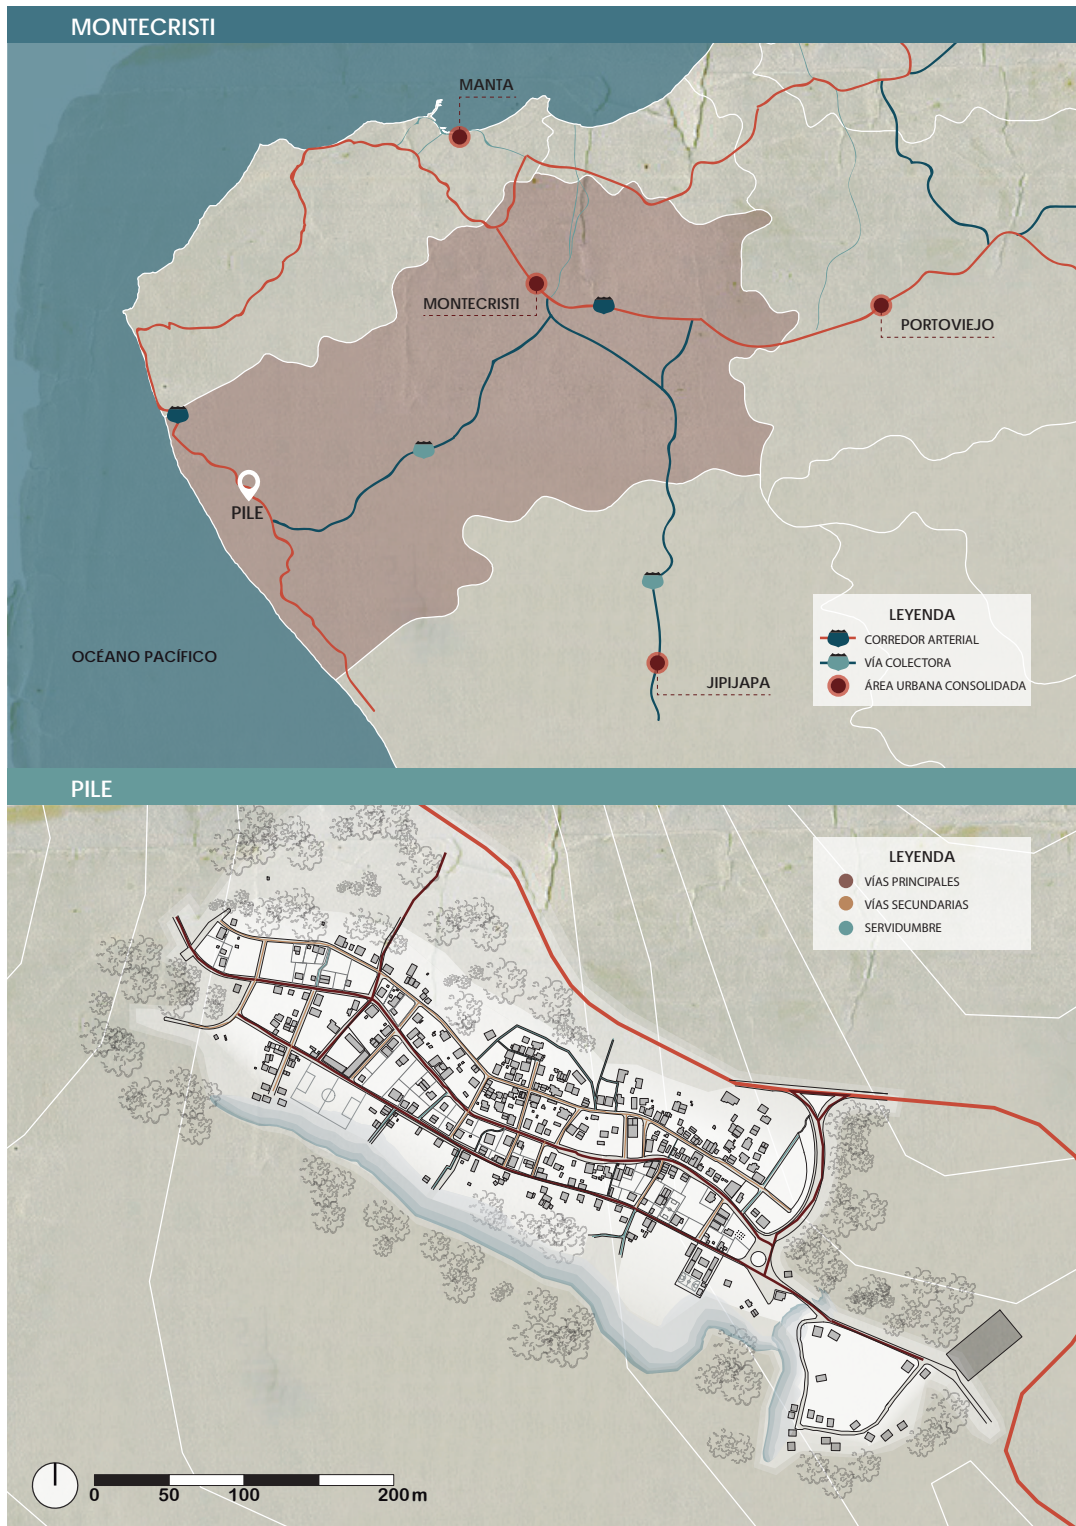 MONTECRISTI
MANTA
MONTECRISTI
PORTOVIEJO
PILE
OCÉANO PACÍFICO
JIPIJAPA
LEYENDA
CORREDOR ARTERIAL
VÍA COLECTORA
ÁREA URBANA CONSOLIDADA
PILE
LEYENDA
VÍAS PRINCIPALES
VÍAS SECUNDARIAS
SERVIDUMBRE
0 50 100 200m